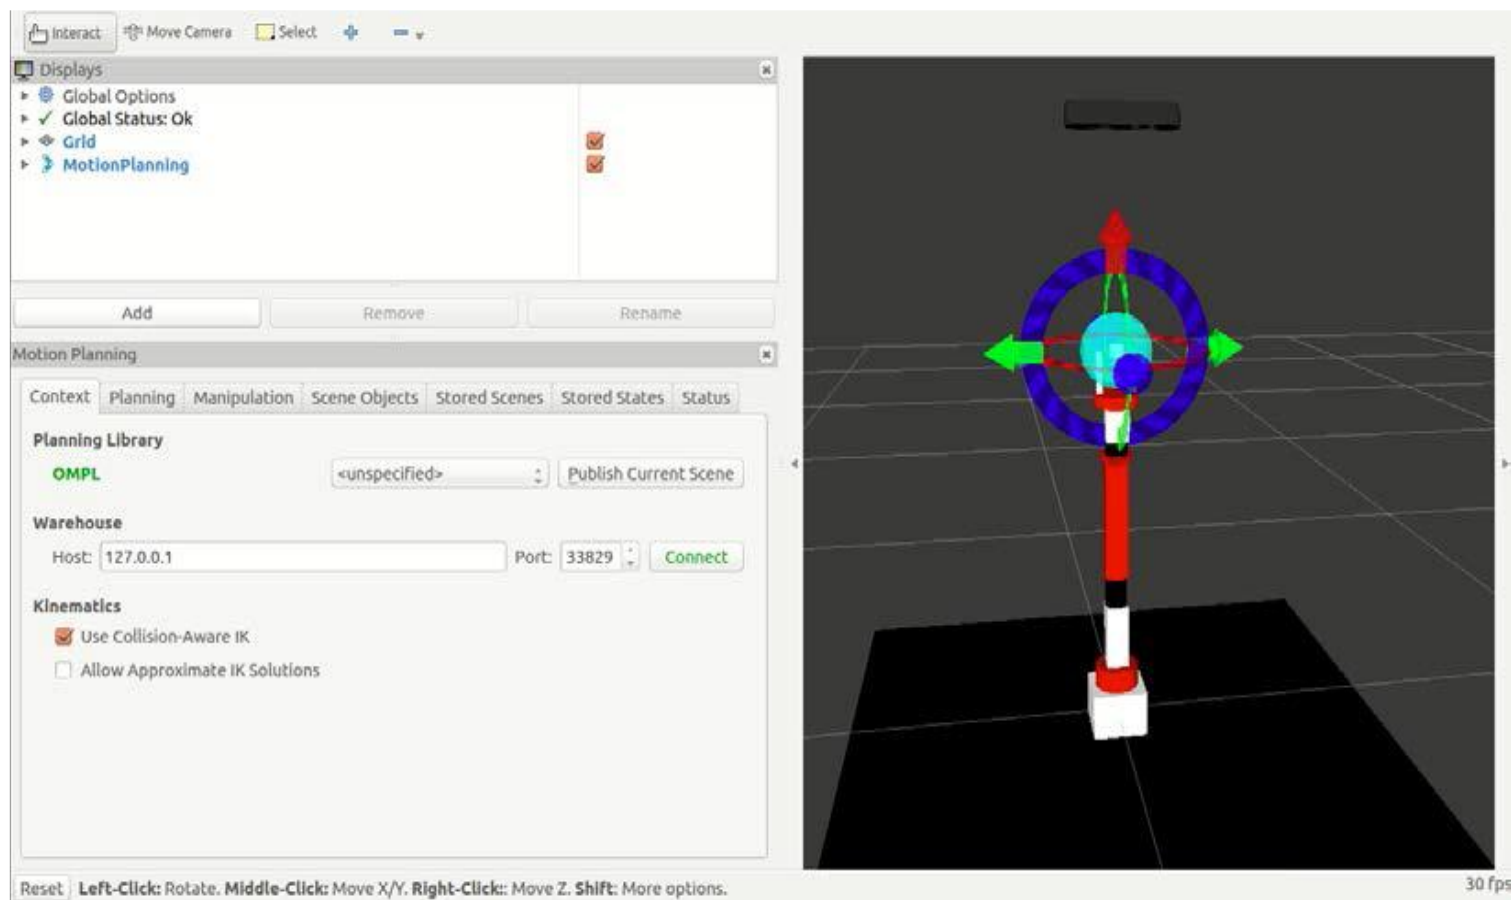 Interact Move Camera Select
Displays
Global Options
Global Status: Ok
Grid
MotionPlanning
Add Remove Rename
Motion Planning
Context Planning Manipulation Scene Objects Stored Scenes Stored States Status
Planning Library
OMPL <unspecified> Publish Current Scene
Warehouse
Host: 127.0.0.1 Port: 33829 Connect
Kinematics
Use Collision-Aware IK
Allow Approximate IK Solutions
Reset Left-Click: Rotate. Middle-Click: Move X/Y. Right-Click:: Move Z. Shift: More options. 30 fps